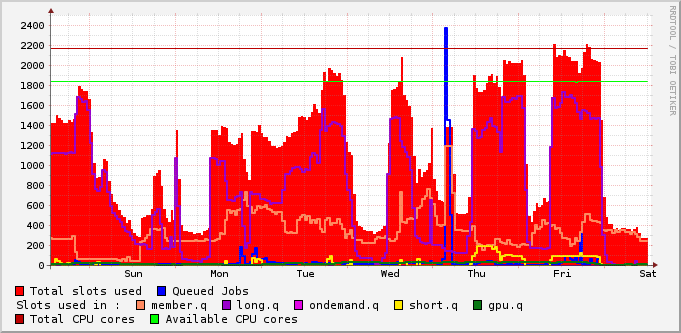 RRDTOOL / TOBI OETIKER
2400
2200
2000
1800
1600
1400
1200
1000
800
600
400
200
0
Sun Mon Tue Wed Thu Fri Sat
Total slots used Queued Jobs
Slots used in : member.q long.q ondemand.q short.q gpu.q
Total CPU cores Available CPU cores